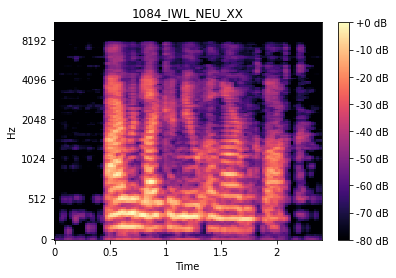 1084_IWL_NEU_XX
Hz
8192
4096
2048
1024
512
0
0
0.5
1
1.5
2
Time
+0 dB
-10 dB
-20 dB
-30 dB
-40 dB
-50 dB
-60 dB
-70 dB
-80 dB